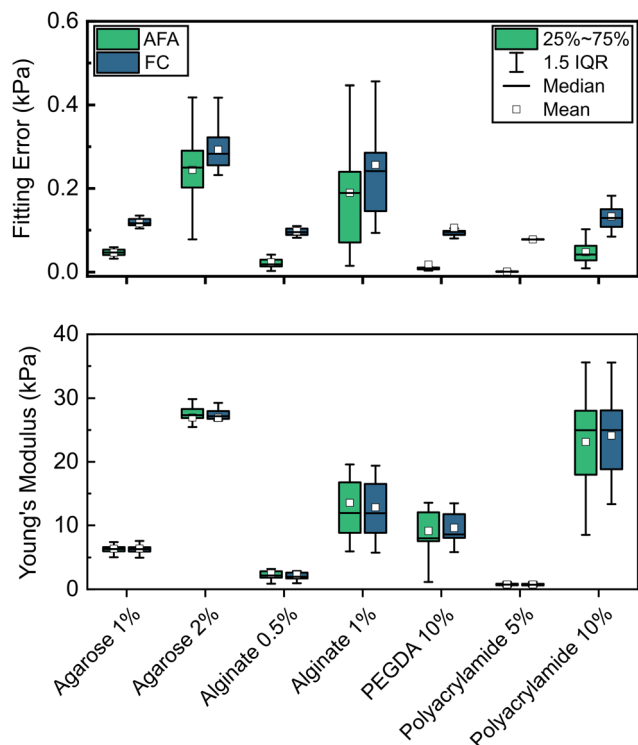 0.6
0.4
0.2
0.0
Fitting Error (kPa)
AFA
FC
25%~75%
1.5 IQR
Median
Mean
40
30
20
10
0
Young's Modulus (kPa)
Agarose 1%
Agarose 2%
Alginate 0.5%
Alginate 1%
PEGDA 10%
Polyacrylamide 5%
Polyacrylamide 10%